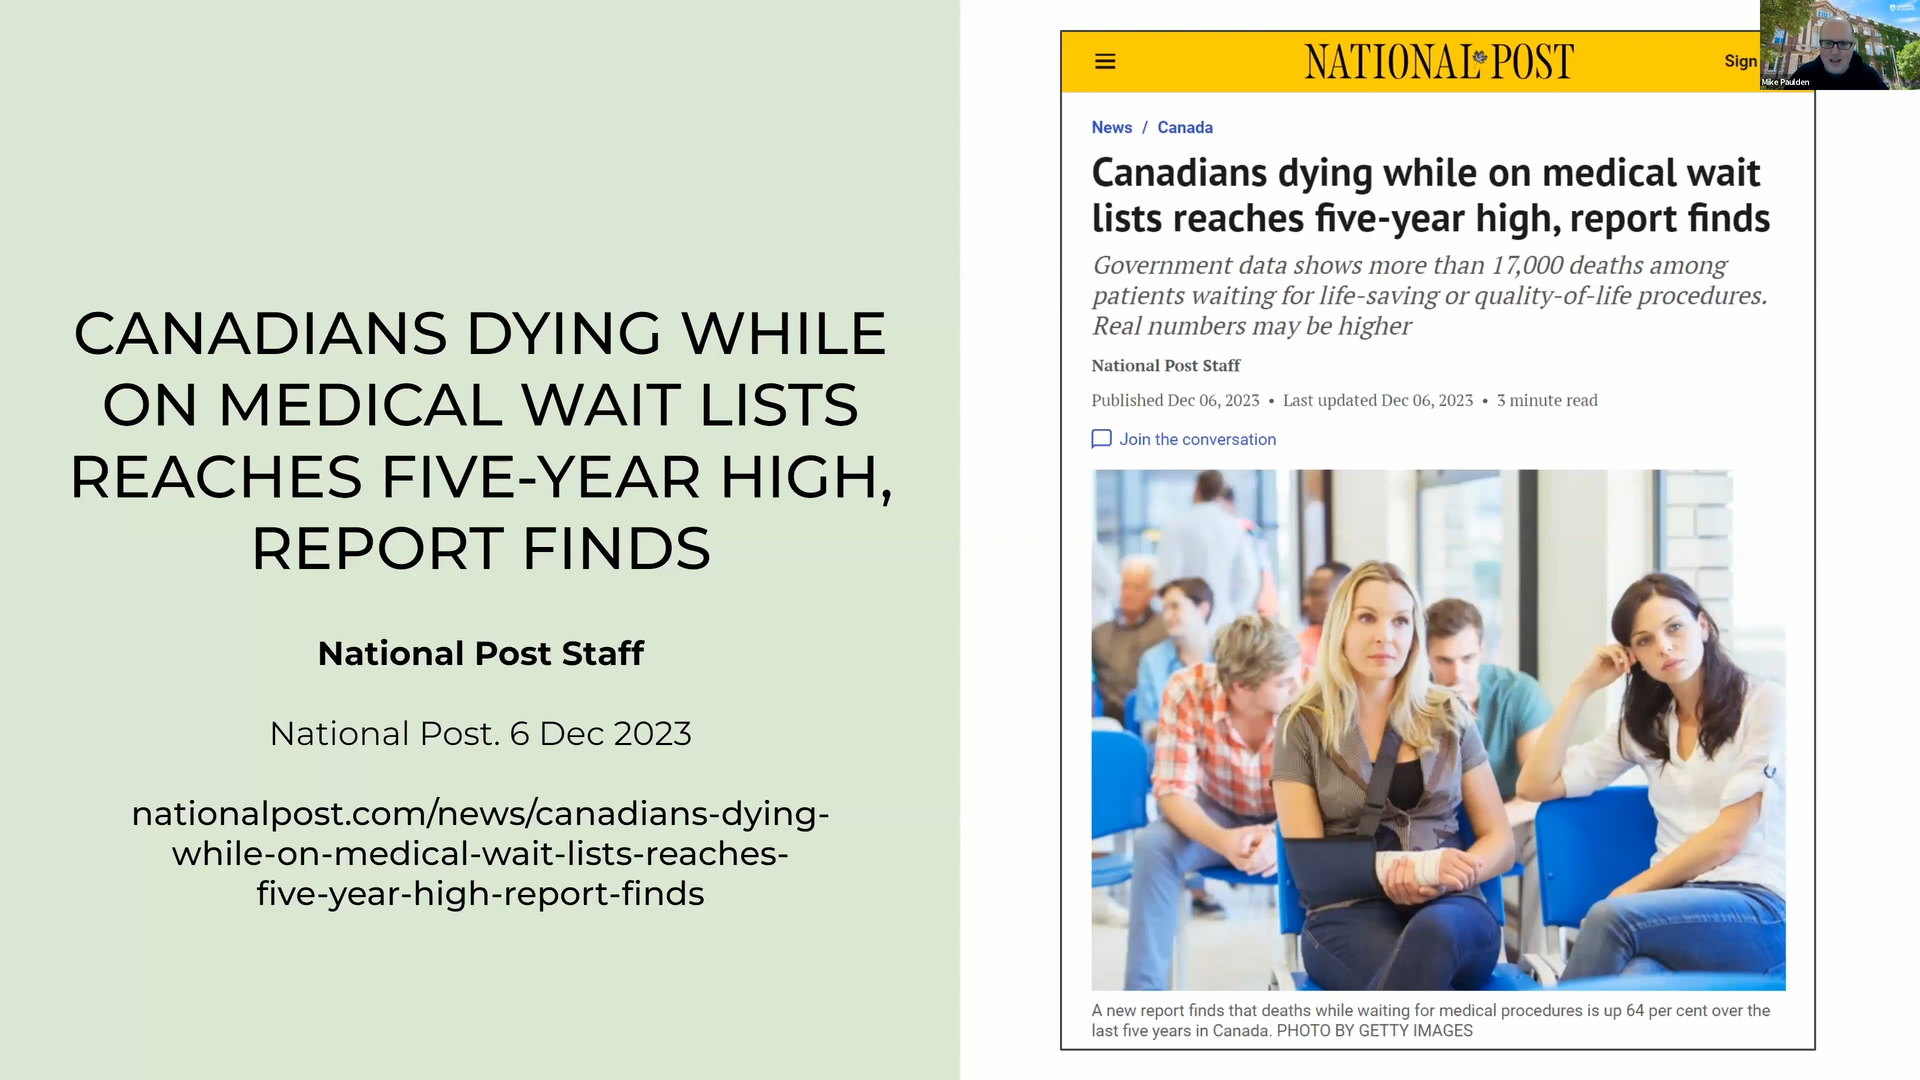 CANADIANS DYING WHILE
ON MEDICAL WAIT LISTS
REACHES FIVE-YEAR HIGH,
REPORT FINDS
National Post Staff
National Post. 6 Dec 2023
nationalpost.com/news/canadians-dying-
while-on-medical-wait-lists-reaches-
five-year-high-report-finds
NATIONAL POST
Sign
Mike Paulden
News / Canada
Canadians dying while on medical wait
lists reaches five-year high, report finds
Government data shows more than 17,000 deaths among
patients waiting for life-saving or quality-of-life procedures.
Real numbers may be higher
National Post Staff
Published Dec 06, 2023 • Last updated Dec 06, 2023 • 3 minute read
Join the conversation
A new report finds that deaths while waiting for medical procedures is up 64 per cent over the
last five years in Canada. PHOTO BY GETTY IMAGES